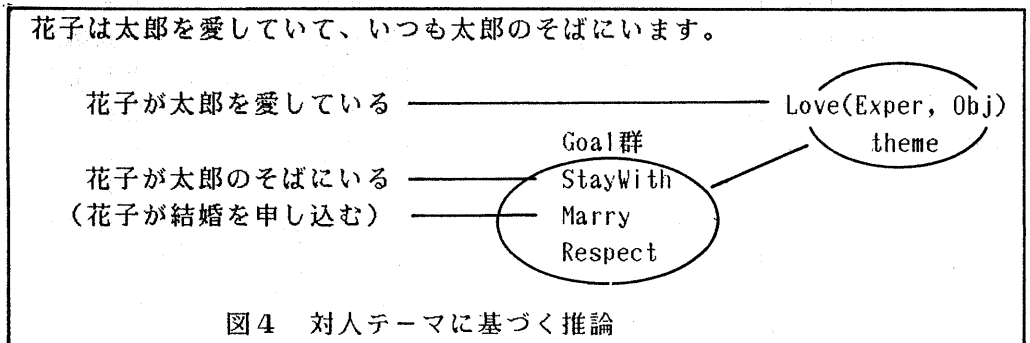 花子は太郎を愛していて、いつも太郎のそばにいます。
花子が太郎を愛している Love(Exper, Obj)
theme
Goal群
花子が太郎のそばにいる StayWith
(花子が結婚を申し込む) Marry
Respect
図4 対人テーマに基づく推論